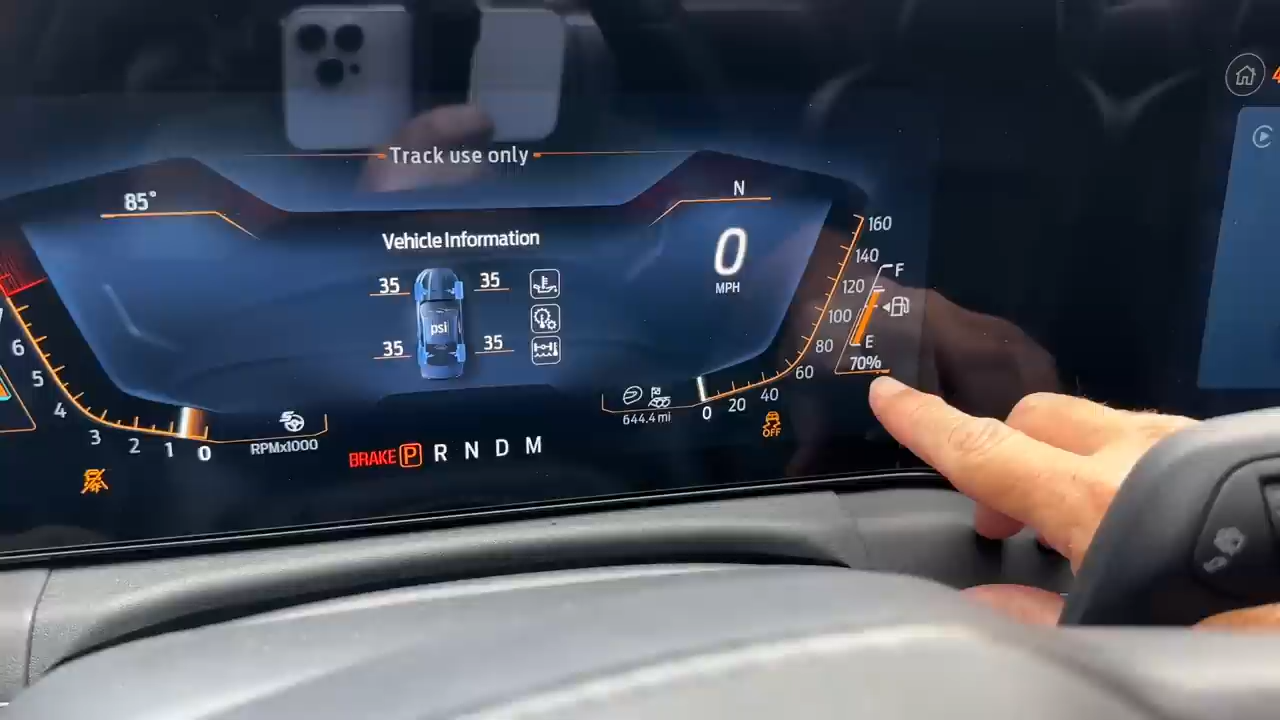 Track use only
85°
N
Vehicle Information
35
35
psi
35
35
0
MPH
160
140
120
100
80
60
40
20
0
F
E
70%
6
5
4
3
2
1
0
RPMx1000
644.4 mi
OFF
BRAKE P R N D M